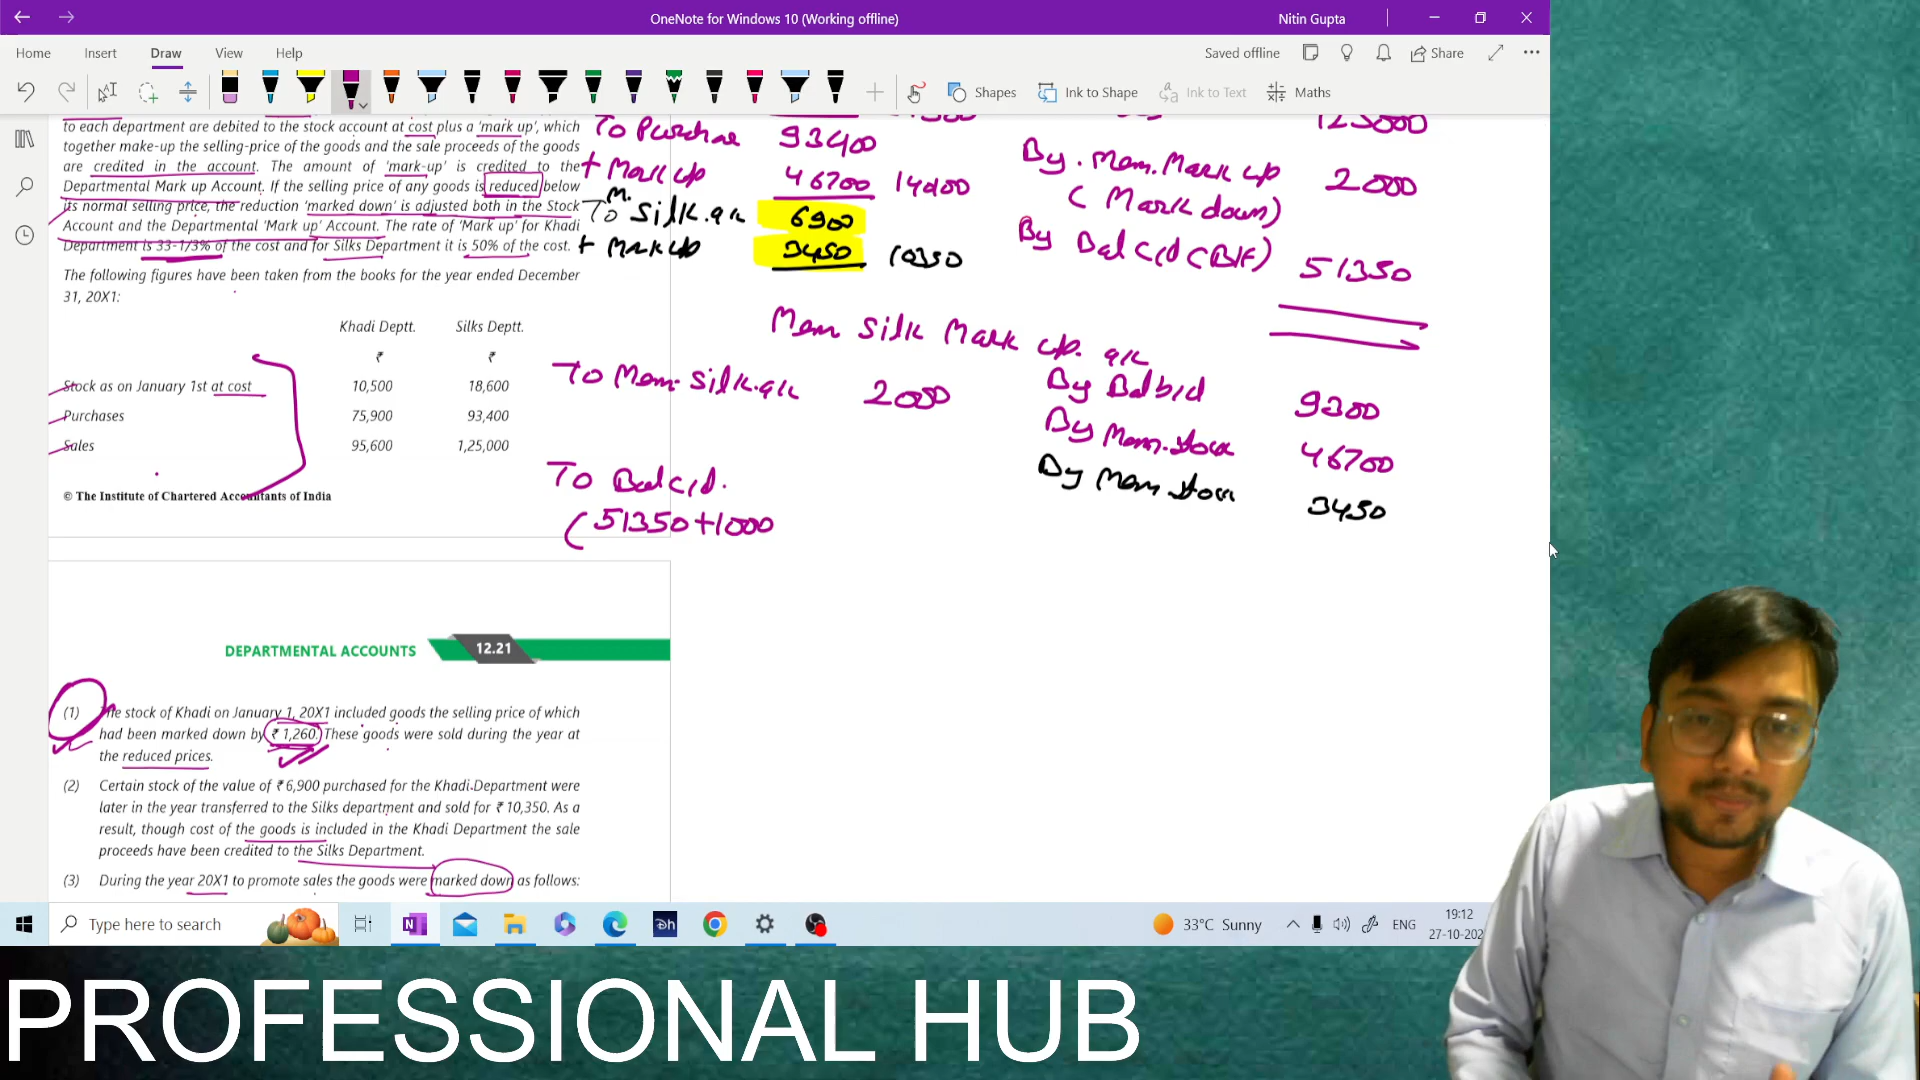 OneNote for Windows 10 (Working offline)
Nitin Gupta
Home Insert Draw View Help
Saved offline
Share
Shapes
Ink to Shape
Ink to Text
Maths
to each department are debited to the stock account at cost plus a 'mark up', which
together make-up the selling-price of the goods and the sale proceeds of the goods
are credited in the account. The amount of 'mark-up' is credited to the
Departmental Mark up Account. If the selling price of any goods is reduced below
its normal selling price, the reduction 'marked down' is adjusted both in the Stock
Account and the Departmental 'Mark up' Account. The rate of 'Mark up' for Khadi
Department is 33-1/3% of the cost and for Silks Department it is 50% of the cost.
The following figures have been taken from the books for the year ended December
31, 20X1:
Khadi Deptt. Silks Deptt.
₹ ₹
Stock as on January 1st at cost 10,500 18,600
Purchases 75,900 93,400
Sales 95,600 1,25,000
© The Institute of Chartered Accountants of India
DEPARTMENTAL ACCOUNTS 12.21
(1) The stock of Khadi on January 1, 20X1 included goods the selling price of which
had been marked down by ₹ 1,260. These goods were sold during the year at
the reduced prices.
(2) Certain stock of the value of ₹ 6,900 purchased for the Khadi Department were
later in the year transferred to the Silks department and sold for ₹ 10,350. As a
result, though cost of the goods is included in the Khadi Department the sale
proceeds have been credited to the Silks Department.
(3) During the year 20X1 to promote sales the goods were marked down as follows:
To Purchase 93400
+ Mark up 46700
M.
To Silk. a/c 6900
+ Mark up 3450 10350
125000
By. Mem. Mark up 2000
(Mark down)
By Bal C/d (B/F) 51350
Mem Silk Mark up. a/c
To Mem. Silk. a/c 2000
By Bal b/d 9300
By Mem. Stock 46700
By Mem Stock 3450
To Bal c/d.
(51350+1000
Type here to search
33°C Sunny
ENG
19:12
27-10-202
PROFESSIONAL HUB